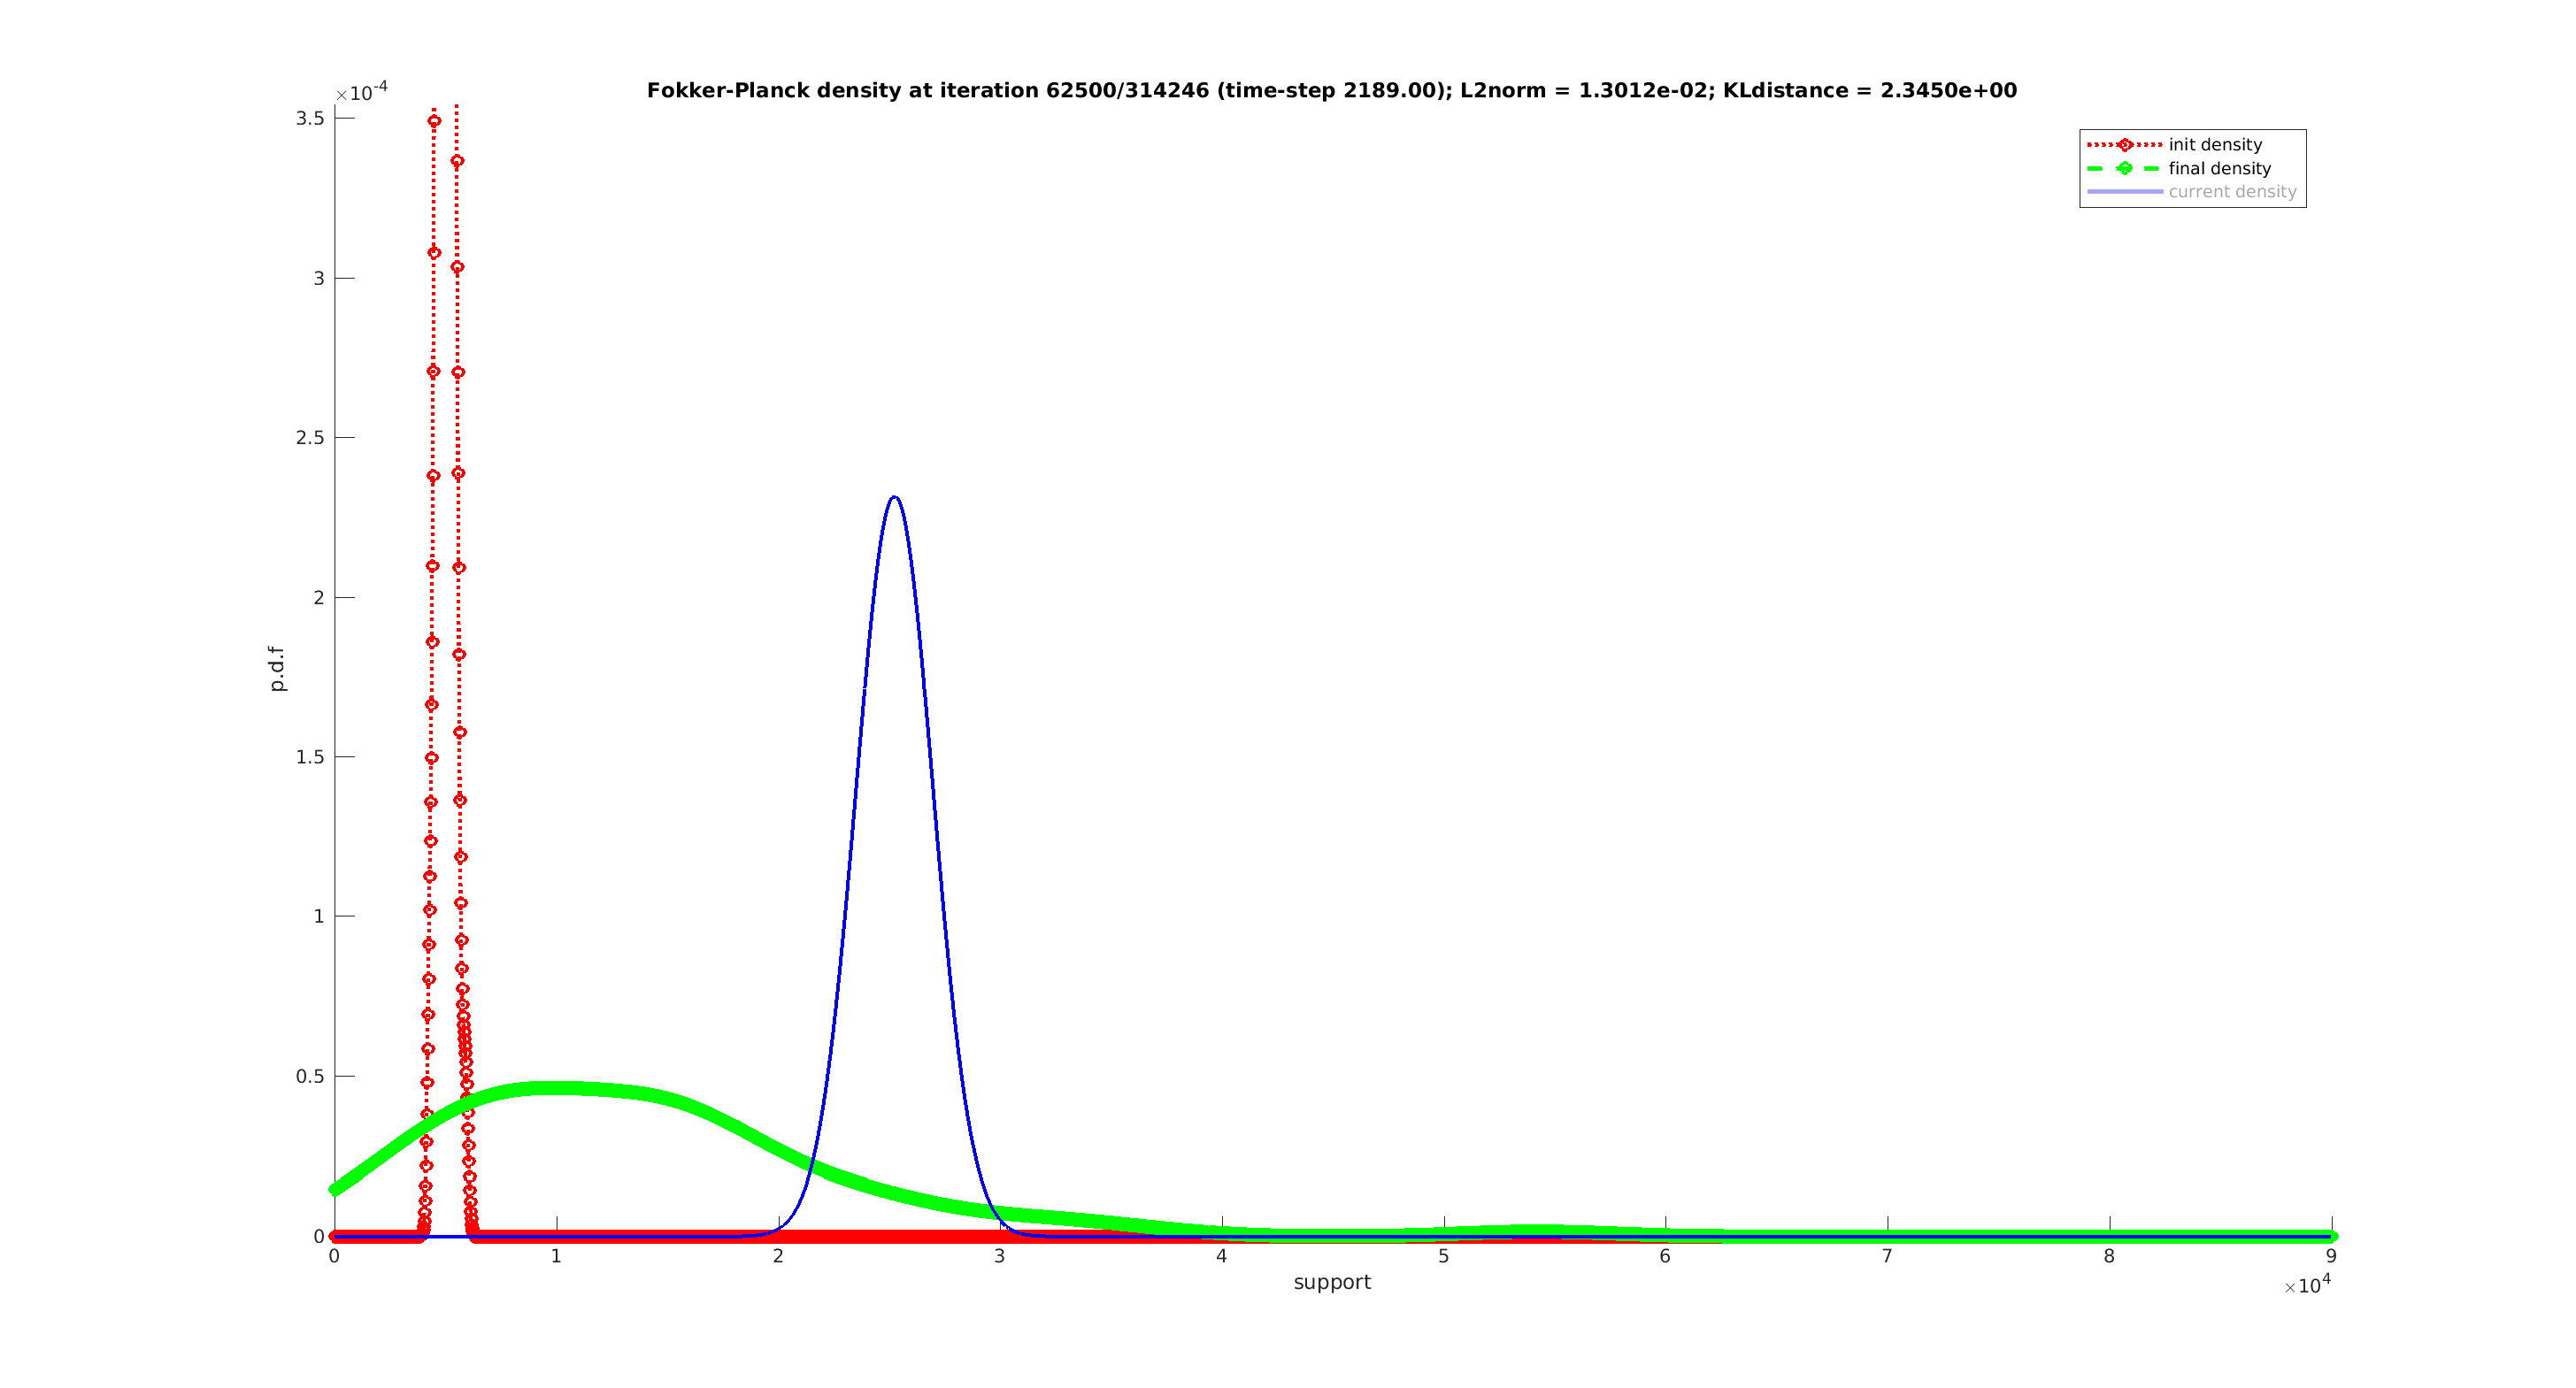 Fokker-Planck density at iteration 62500/314246 (time-step 2189.00); L2norm = 1.3012e-02; KLdistance = 2.3450e+00
×10-4
3.5
3
2.5
2
1.5
1
0.5
0
p.d.f
init density
final density
current density
0 1 2 3 4 5 6 7 8 9
support
×104